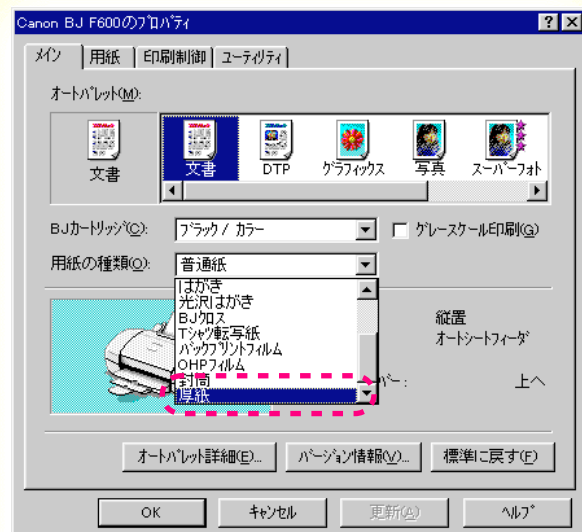 Canon BJ F600のﾌﾟﾛﾊﾟﾃｨ
ﾒｲﾝ 用紙 印刷制御 ﾕｰﾃｨﾘﾃｨ
ｵｰﾄﾊﾟﾚｯﾄ(M):
文書 文書 DTP ｸﾞﾗﾌｨｯｸｽ 写真 ｽｰﾊﾟｰﾌｫﾄ
BJｶｰﾄﾘｯｼﾞ(C): ﾌﾞﾗｯｸ / ｶﾗｰ ｸﾞﾚｰｽｹｰﾙ印刷(G)
用紙の種類(O): 普通紙
はがき
光沢はがき
BJｸﾛｽ
Tｼｬﾂ転写紙
ﾊﾞｯｸﾌﾟﾘﾝﾄﾌｨﾙﾑ
OHPﾌｨﾙﾑ
封筒
厚紙
縦置
ｵｰﾄｼｰﾄﾌｨｰﾀﾞ
ﾊﾞｰ: 上へ
ｵｰﾄﾊﾟﾚｯﾄ詳細(E)... ﾊﾞｰｼﾞｮﾝ情報(V)... 標準に戻す(F)
OK ｷｬﾝｾﾙ 更新(A) ﾍﾙﾌﾟ